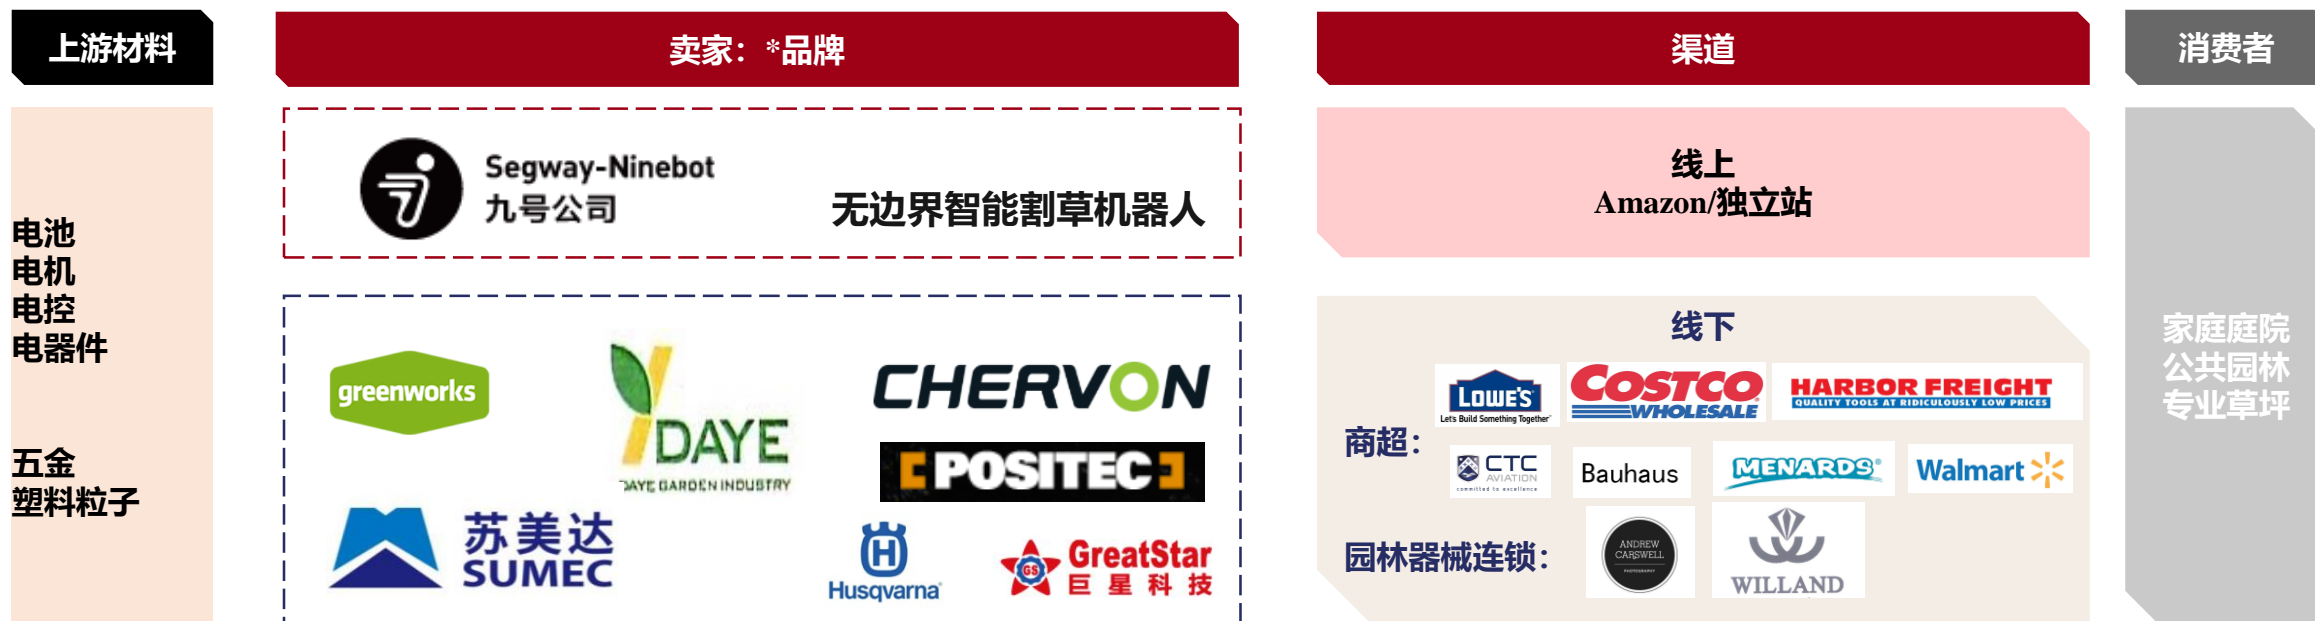 上游材料
卖家：*品牌
渠道
消费者
电池
电机
电控
电器件
五金
塑料粒子
Segway-Ninebot
九号公司
无边界智能割草机器人
greenworks
DAYE
DAYE GARDEN INDUSTRY
CHERVON
POSITEC
苏美达
SUMEC
H
Husqvarna
GS
GreatStar
巨星科技
线上
Amazon/独立站
线下
商超：
LOWE'S
Let's Build Something Together
COSTCO
WHOLESALE
HARBOR FREIGHT
QUALITY TOOLS AT RIDICULOUSLY LOW PRICES
CTC
AVIATION
committed to excellence
Bauhaus
MENARDS
Walmart
园林器械连锁：
ANDREW
CARSWELL
PHOTOGRAPHY
WILLAND
家庭庭院
公共园林
专业草坪